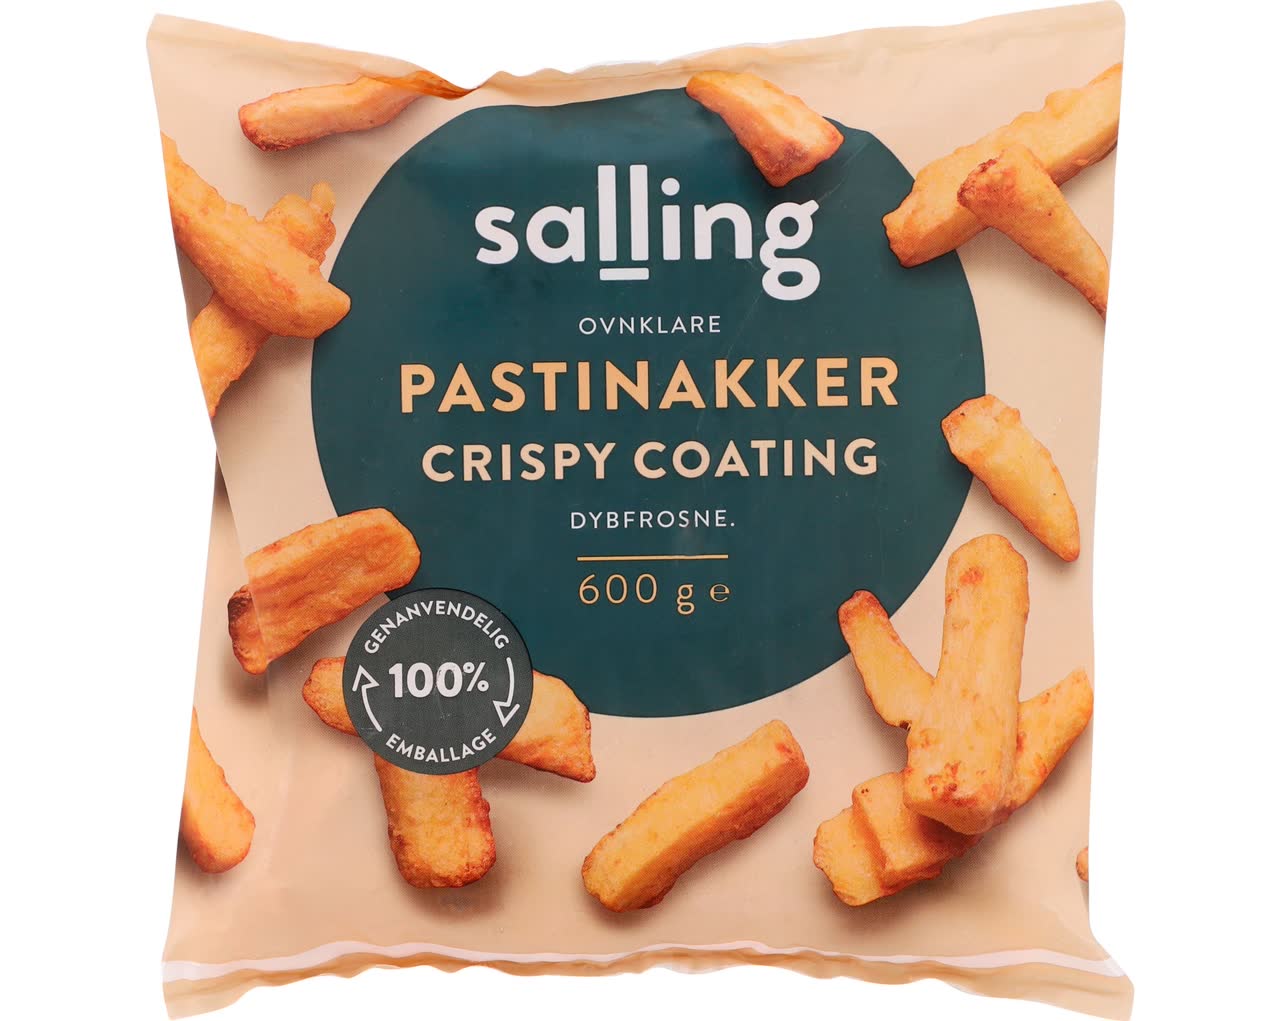 salling
OVNKLARE
PASTINAKKER
CRISPY COATING
DYBFROSNE.
600 g ℮
GENANVENDELIG
100%
EMBALLAGE